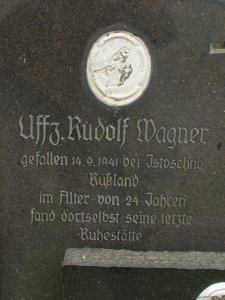 Uffz. Rudolf Wagner
gefallen 14.9.1941 bei Istoschno
Rußland
im Alter von 24 Jahren
fand dortselbst seine letzte
Ruhestätte